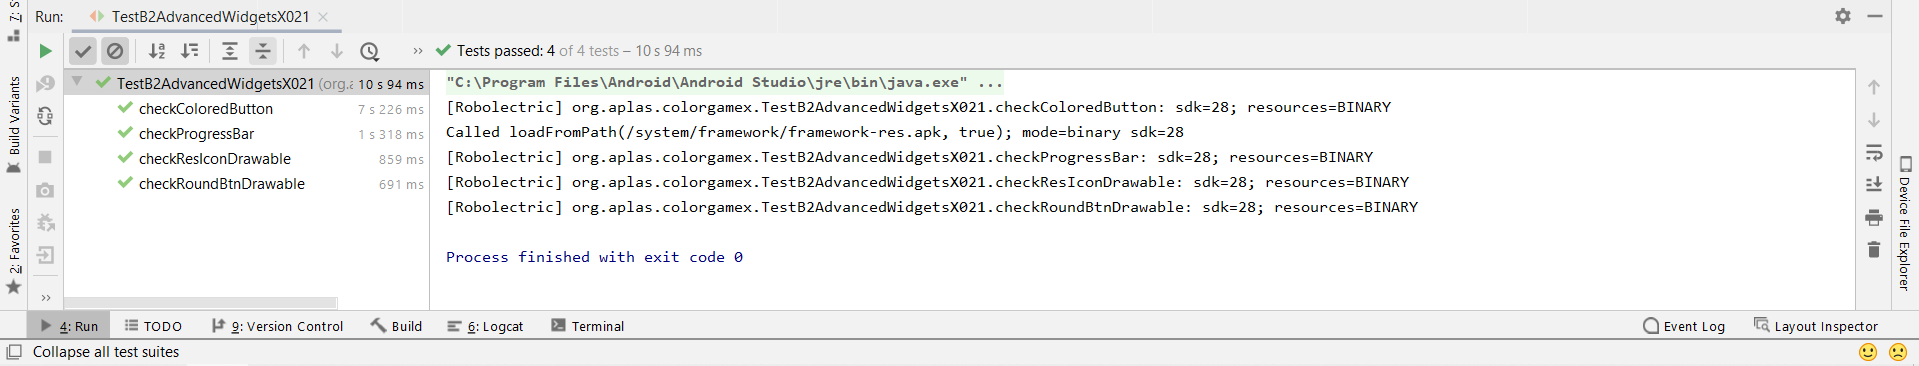 Run: TestB2AdvancedWidgetsX021
Tests passed: 4 of 4 tests – 10 s 94 ms
TestB2AdvancedWidgetsX021 (org.a 10 s 94 ms
checkColoredButton 7 s 226 ms
checkProgressBar 1 s 318 ms
checkResIconDrawable 859 ms
checkRoundBtnDrawable 691 ms
"C:\Program Files\Android\Android Studio\jre\bin\java.exe" ...
[Robolectric] org.aplas.colorgamex.TestB2AdvancedWidgetsX021.checkColoredButton: sdk=28; resources=BINARY
Called loadFromPath(/system/framework/framework-res.apk, true); mode=binary sdk=28
[Robolectric] org.aplas.colorgamex.TestB2AdvancedWidgetsX021.checkProgressBar: sdk=28; resources=BINARY
[Robolectric] org.aplas.colorgamex.TestB2AdvancedWidgetsX021.checkResIconDrawable: sdk=28; resources=BINARY
[Robolectric] org.aplas.colorgamex.TestB2AdvancedWidgetsX021.checkRoundBtnDrawable: sdk=28; resources=BINARY
Process finished with exit code 0
Build Variants
2: Favorites
Device File Explorer
4: Run TODO 9: Version Control Build 6: Logcat Terminal Event Log Layout Inspector
Collapse all test suites